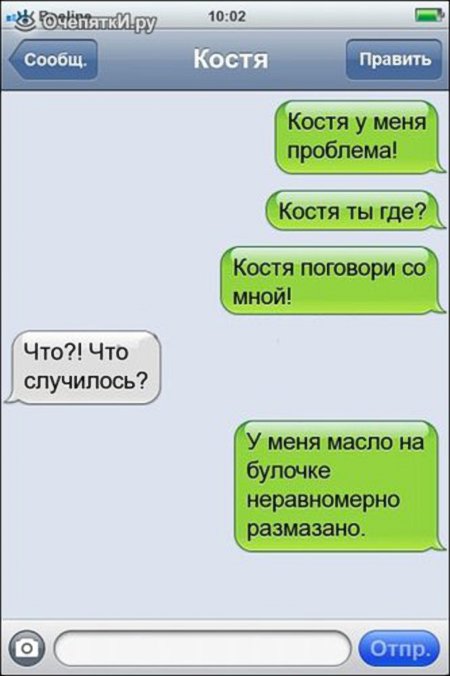 ОчепяткИ.ру
10:02
Сообщ.
Костя
Править
Костя у меня
проблема!
Костя ты где?
Костя поговори со
мной!
Что?! Что
случилось?
У меня масло на
булочке
неравномерно
размазано.
Отпр.